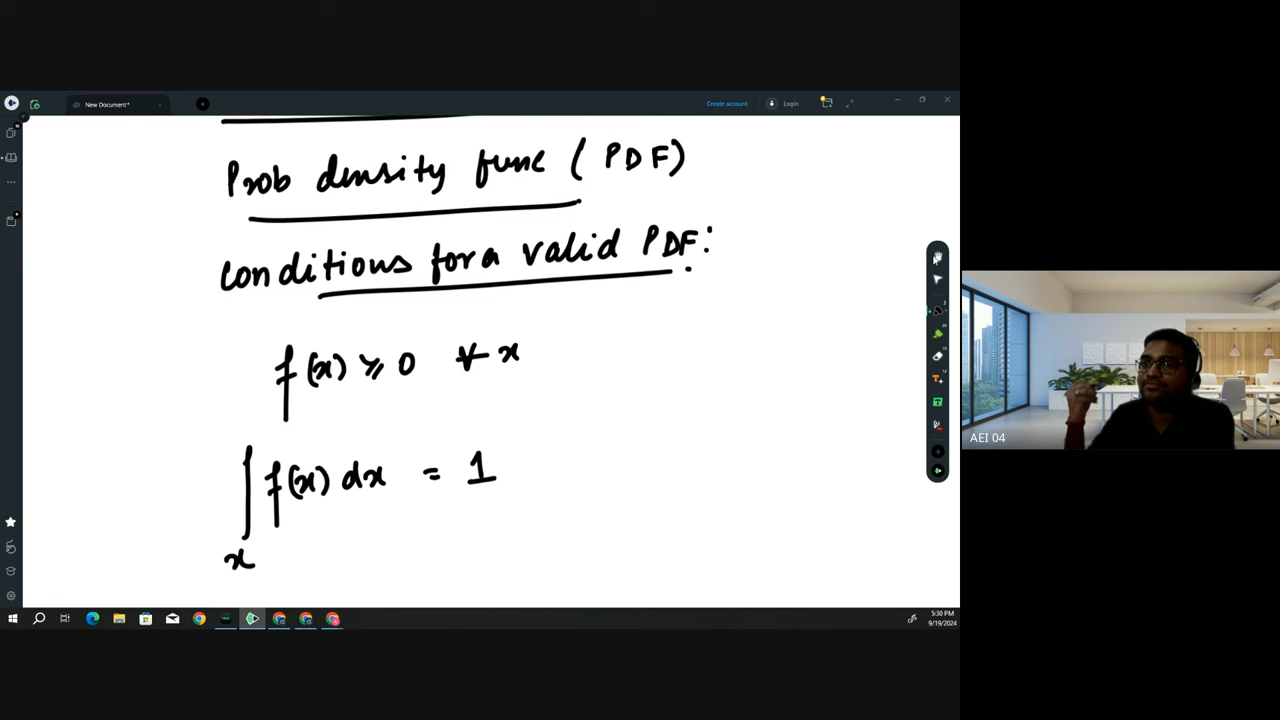 New Document*
Create account
Login
Prob density func (PDF)
Conditions for a valid PDF:
f(x) ⩾ 0 ∀ x
∫ f(x) dx = 1
x
AEI 04
5:30 PM
9/19/2024